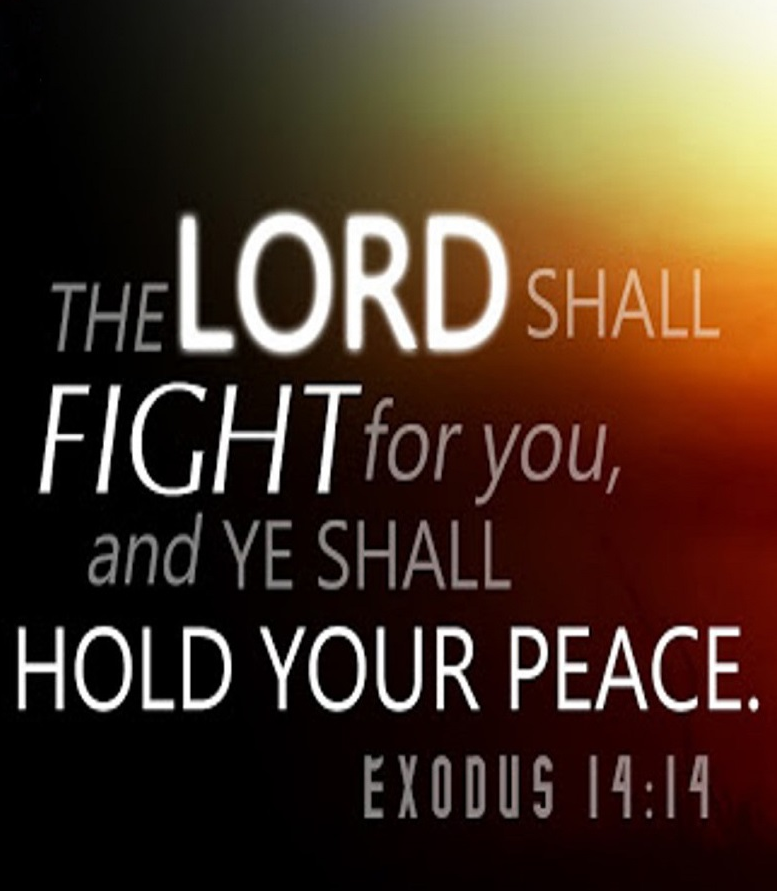 THE LORD SHALL
FIGHT for you,
and YE SHALL
HOLD YOUR PEACE.
EXODUS 14:14